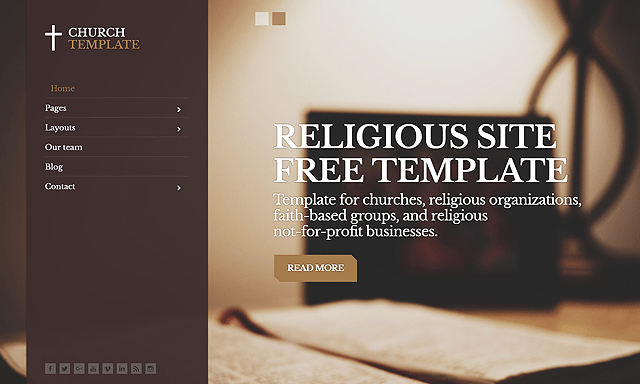 CHURCH
TEMPLATE
Home
Pages
Layouts
Our team
Blog
Contact
RELIGIOUS SITE
FREE TEMPLATE
Template for churches, religious organizations,
faith-based groups, and religious
not-for-profit businesses.
READ MORE